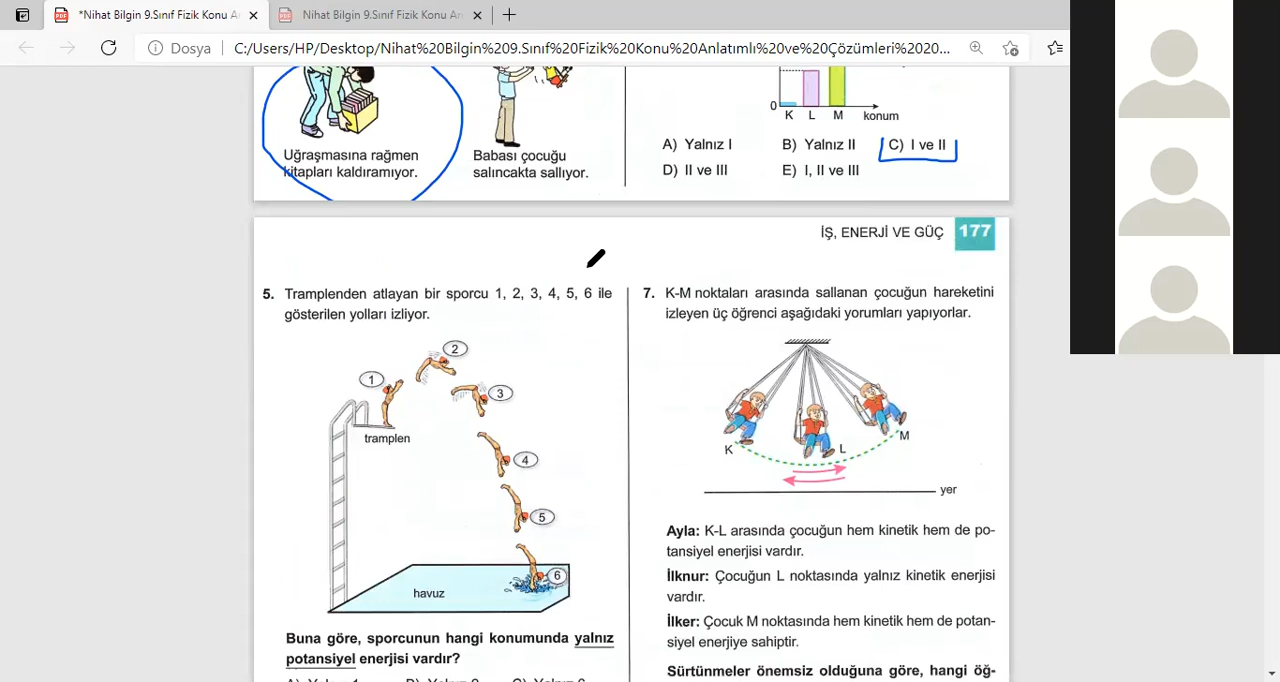 *Nihat Bilgin 9.Sınıf Fizik Konu A
Nihat Bilgin 9.Sınıf Fizik Konu An
Dosya
C:/Users/HP/Desktop/Nihat%20Bilgin%209.Sınıf%20Fizik%20Konu%20Anlatımlı%20ve%20Çözümleri%2020...
Uğraşmasına rağmen
kitapları kaldıramıyor.
Babası çocuğu
salıncakta sallıyor.
0
K L M konum
A) Yalnız I B) Yalnız II C) I ve II
D) II ve III E) I, II ve III
İŞ, ENERJİ VE GÜÇ 177
5. Tramplenden atlayan bir sporcu 1, 2, 3, 4, 5, 6 ile
gösterilen yolları izliyor.
1
2
3
tramplen
4
5
6
havuz
Buna göre, sporcunun hangi konumunda yalnız
potansiyel enerjisi vardır?
7. K-M noktaları arasında sallanan çocuğun hareketini
izleyen üç öğrenci aşağıdaki yorumları yapıyorlar.
K
L
M
yer
Ayla: K-L arasında çocuğun hem kinetik hem de po-
tansiyel enerjisi vardır.
İlknur: Çocuğun L noktasında yalnız kinetik enerjisi
vardır.
İlker: Çocuk M noktasında hem kinetik hem de potan-
siyel enerjiye sahiptir.
Sürtünmeler önemsiz olduğuna göre, hangi öğ-